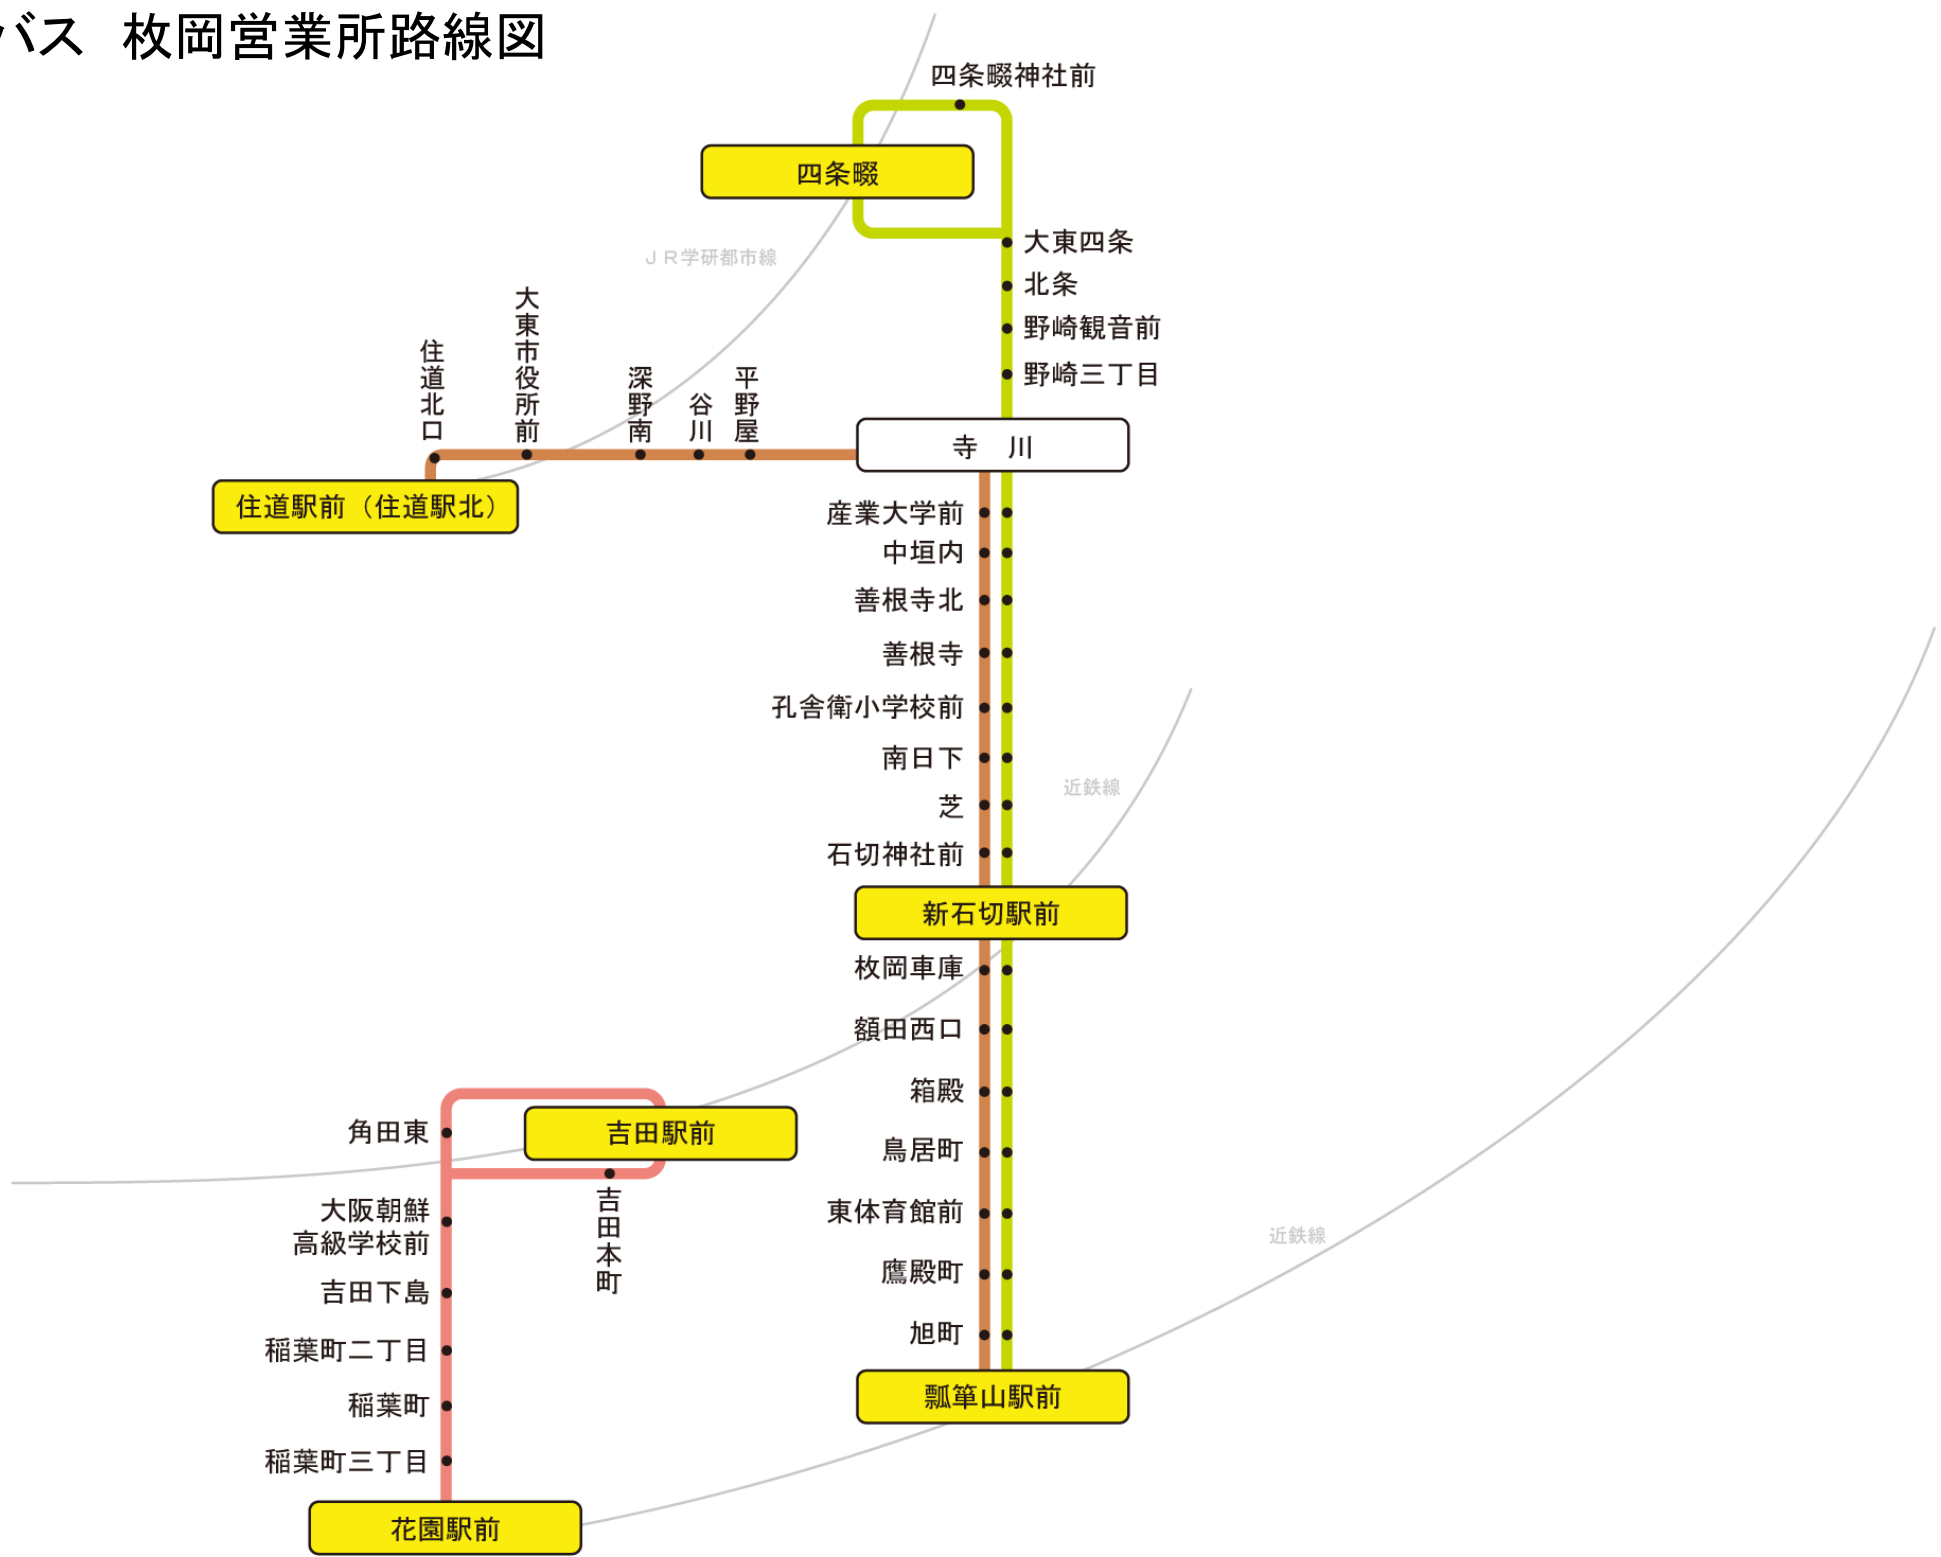 バス 枚岡営業所路線図
四条畷神社前
四条畷
大東四条
JR学研都市線
北条
野崎観音前
野崎三丁目
住道北口
大東市役所前
深野南
谷川
平野屋
寺 川
住道駅前（住道駅北）
産業大学前
中垣内
善根寺北
善根寺
孔舎衛小学校前
南日下
近鉄線
芝
石切神社前
新石切駅前
枚岡車庫
額田西口
箱殿
角田東
吉田駅前
鳥居町
吉田本町
大阪朝鮮
高級学校前
東体育館前
近鉄線
鷹殿町
吉田下島
旭町
稲葉町二丁目
瓢箪山駅前
稲葉町
稲葉町三丁目
花園駅前